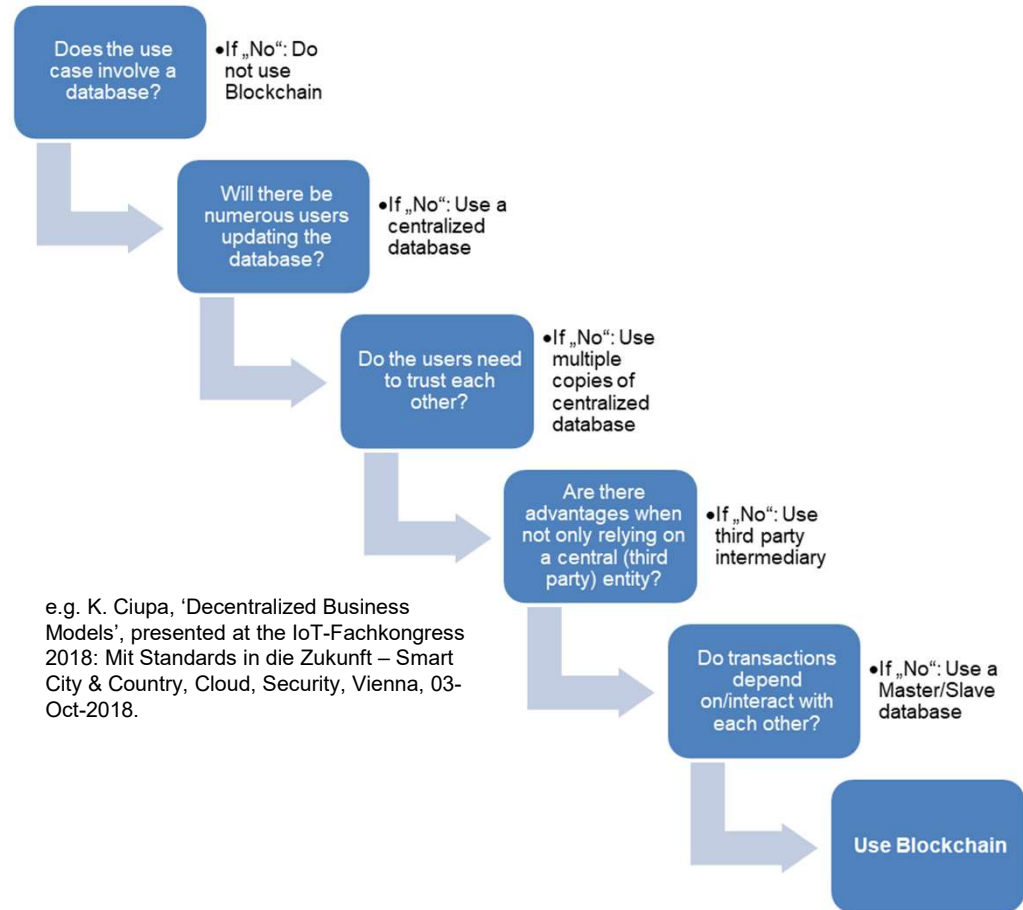 Does the use
case involve a
database?
•If „No“: Do
not use
Blockchain
Will there be
numerous users
updating the
database?
•If „No“: Use a
centralized
database
Do the users need
to trust each
other?
•If „No“: Use
multiple
copies of
centralized
database
Are there
advantages when
not only relying on
a central (third
party) entity?
•If „No“: Use
third party
intermediary
e.g. K. Ciupa, ‘Decentralized Business
Models’, presented at the IoT-Fachkongress
2018: Mit Standards in die Zukunft – Smart
City & Country, Cloud, Security, Vienna, 03-
Oct-2018.
Do transactions
depend
on/interact with
each other?
•If „No“: Use a
Master/Slave
database
Use Blockchain